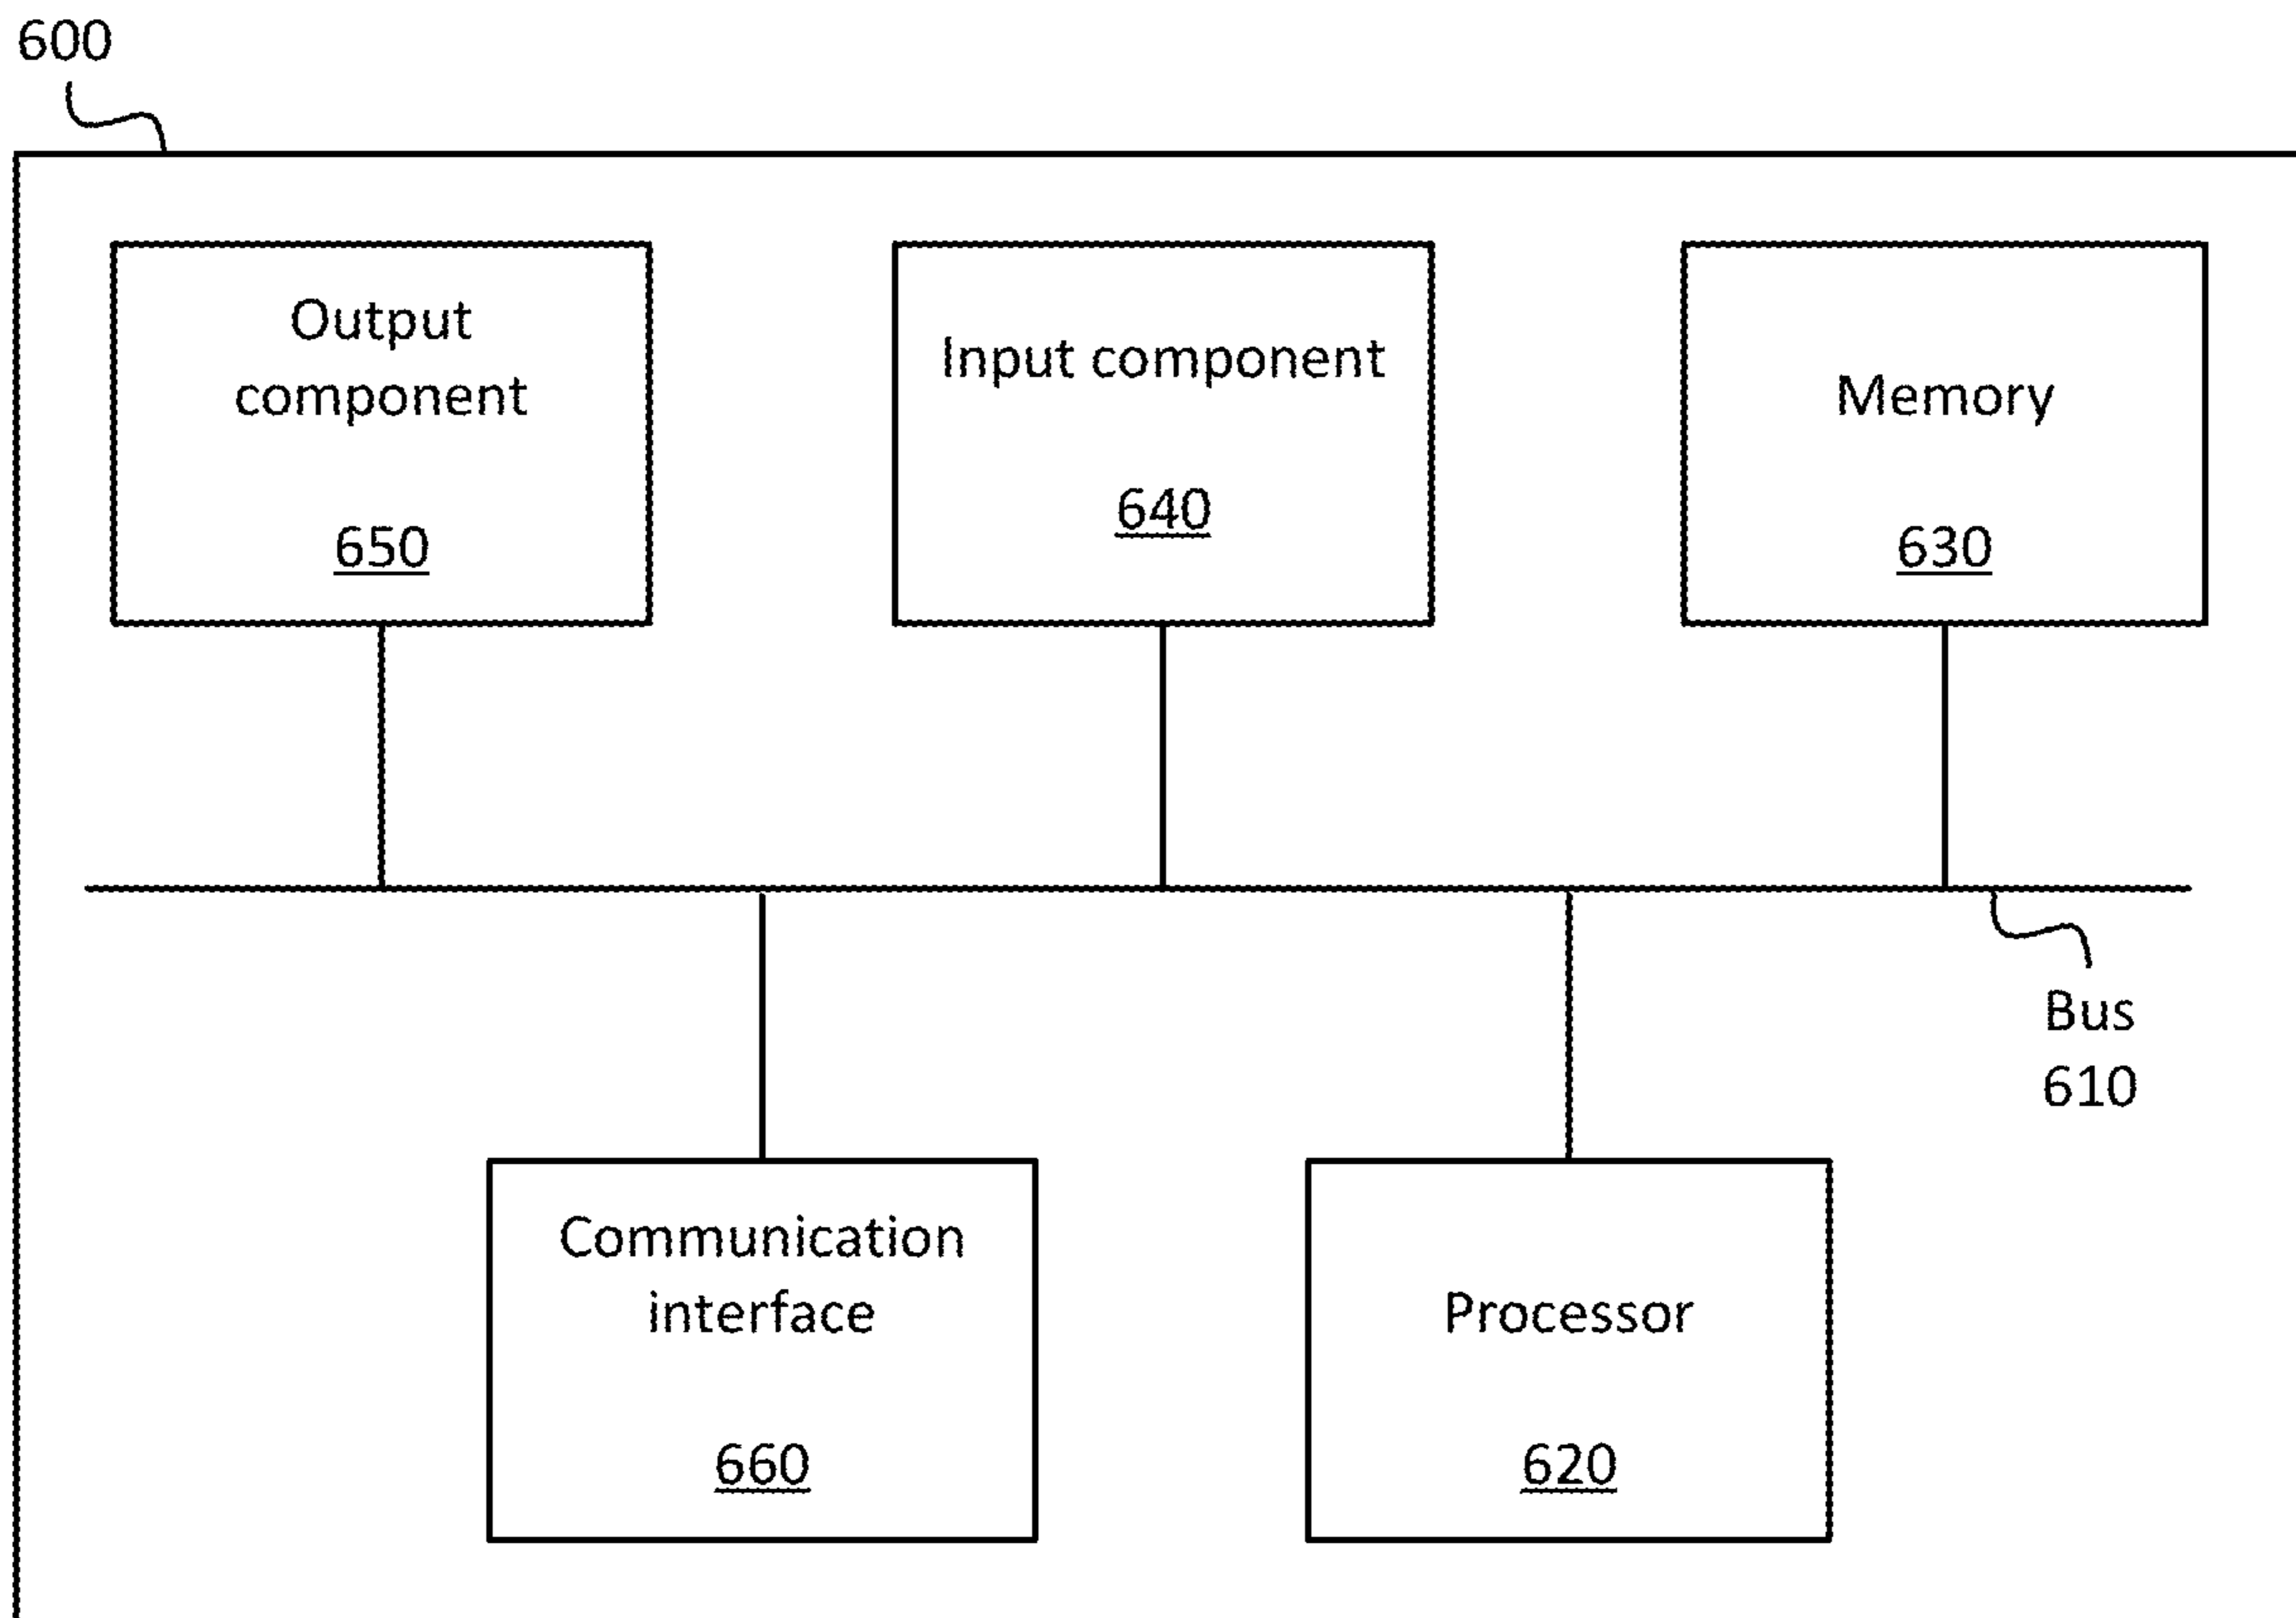 600
Output
component
650
Input component
640
Memory
630
Bus
610
Communication
interface
660
Processor
620